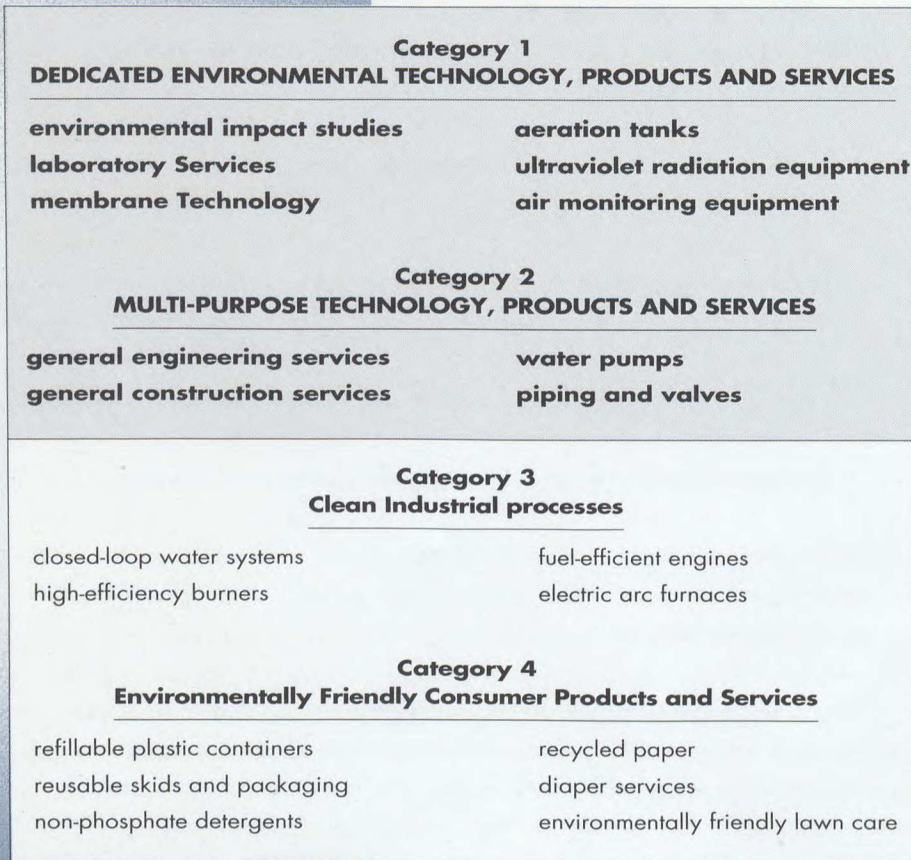 Category 1
DEDICATED ENVIRONMENTAL TECHNOLOGY, PRODUCTS AND SERVICES
environmental impact studies
laboratory Services
membrane Technology
aeration tanks
ultraviolet radiation equipment
air monitoring equipment
Category 2
MULTI-PURPOSE TECHNOLOGY, PRODUCTS AND SERVICES
general engineering services
general construction services
water pumps
piping and valves
Category 3
Clean Industrial processes
closed-loop water systems
high-efficiency burners
fuel-efficient engines
electric arc furnaces
Category 4
Environmentally Friendly Consumer Products and Services
refillable plastic containers
reusable skids and packaging
non-phosphate detergents
recycled paper
diaper services
environmentally friendly lawn care